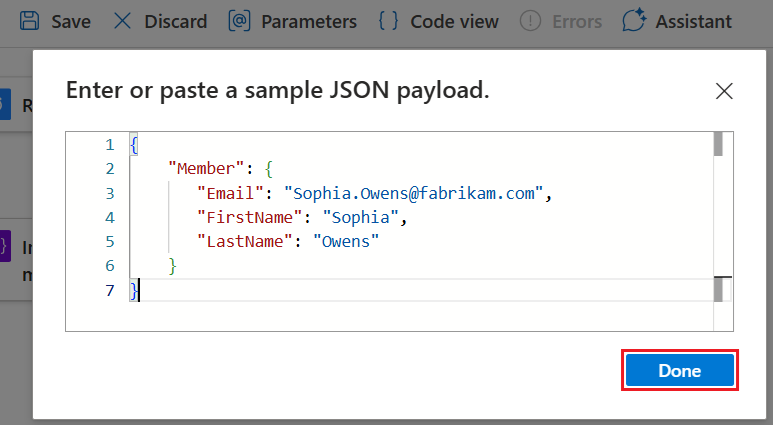 Save Discard Parameters Code view Errors Assistant
Enter or paste a sample JSON payload.
R
1 {
2 "Member": {
3 "Email": "Sophia.Owens@fabrikam.com",
4 "FirstName": "Sophia",
5 "LastName": "Owens"
6 }
7 }
Done